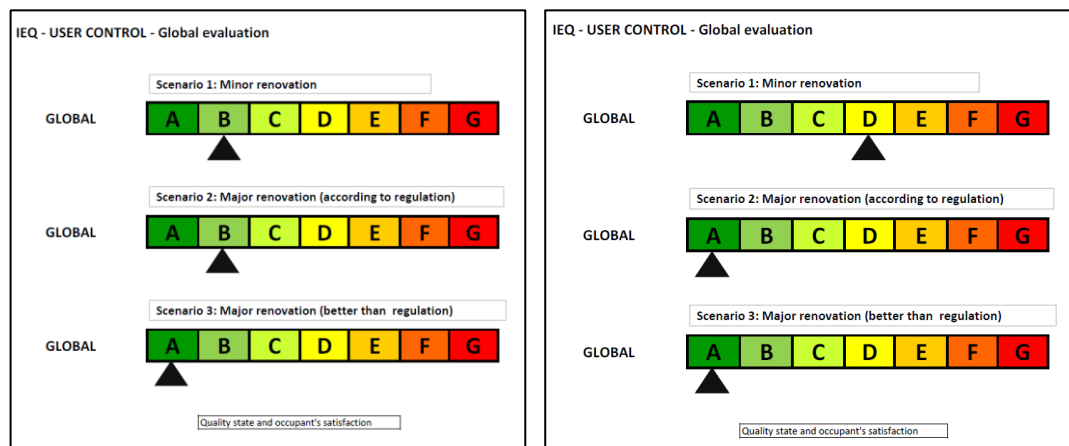 IEQ - USER CONTROL - Global evaluation
Scenario 1: Minor renovation
GLOBAL A B C D E F G
Scenario 2: Major renovation (according to regulation)
GLOBAL A B C D E F G
Scenario 3: Major renovation (better than  regulation)
GLOBAL A B C D E F G
Quality state and occupant's satisfaction
IEQ - USER CONTROL - Global evaluation
Scenario 1: Minor renovation
GLOBAL A B C D E F G
Scenario 2: Major renovation (according to regulation)
GLOBAL A B C D E F G
Scenario 3: Major renovation (better than  regulation)
GLOBAL A B C D E F G
Quality state and occupant's satisfaction